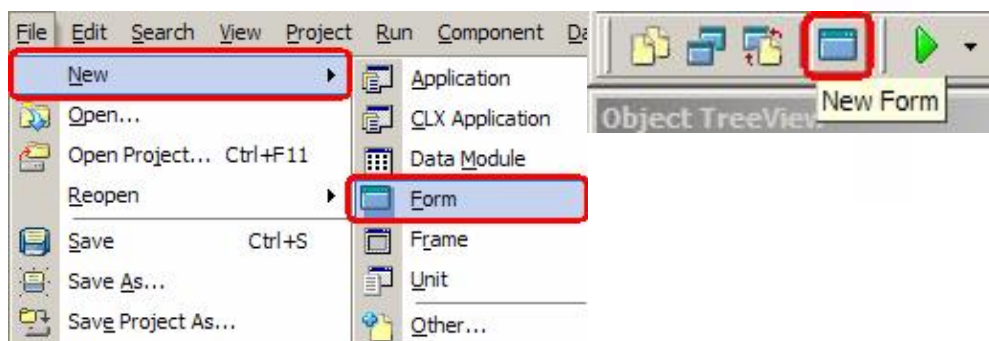 File Edit Search View Project Run Component
New
Open...
Open Project... Ctrl+F11
Reopen
Save Ctrl+S
Save As...
Save Project As...
Application
CLX Application
Data Module
Form
Frame
Unit
Other...
New Form
Object TreeView